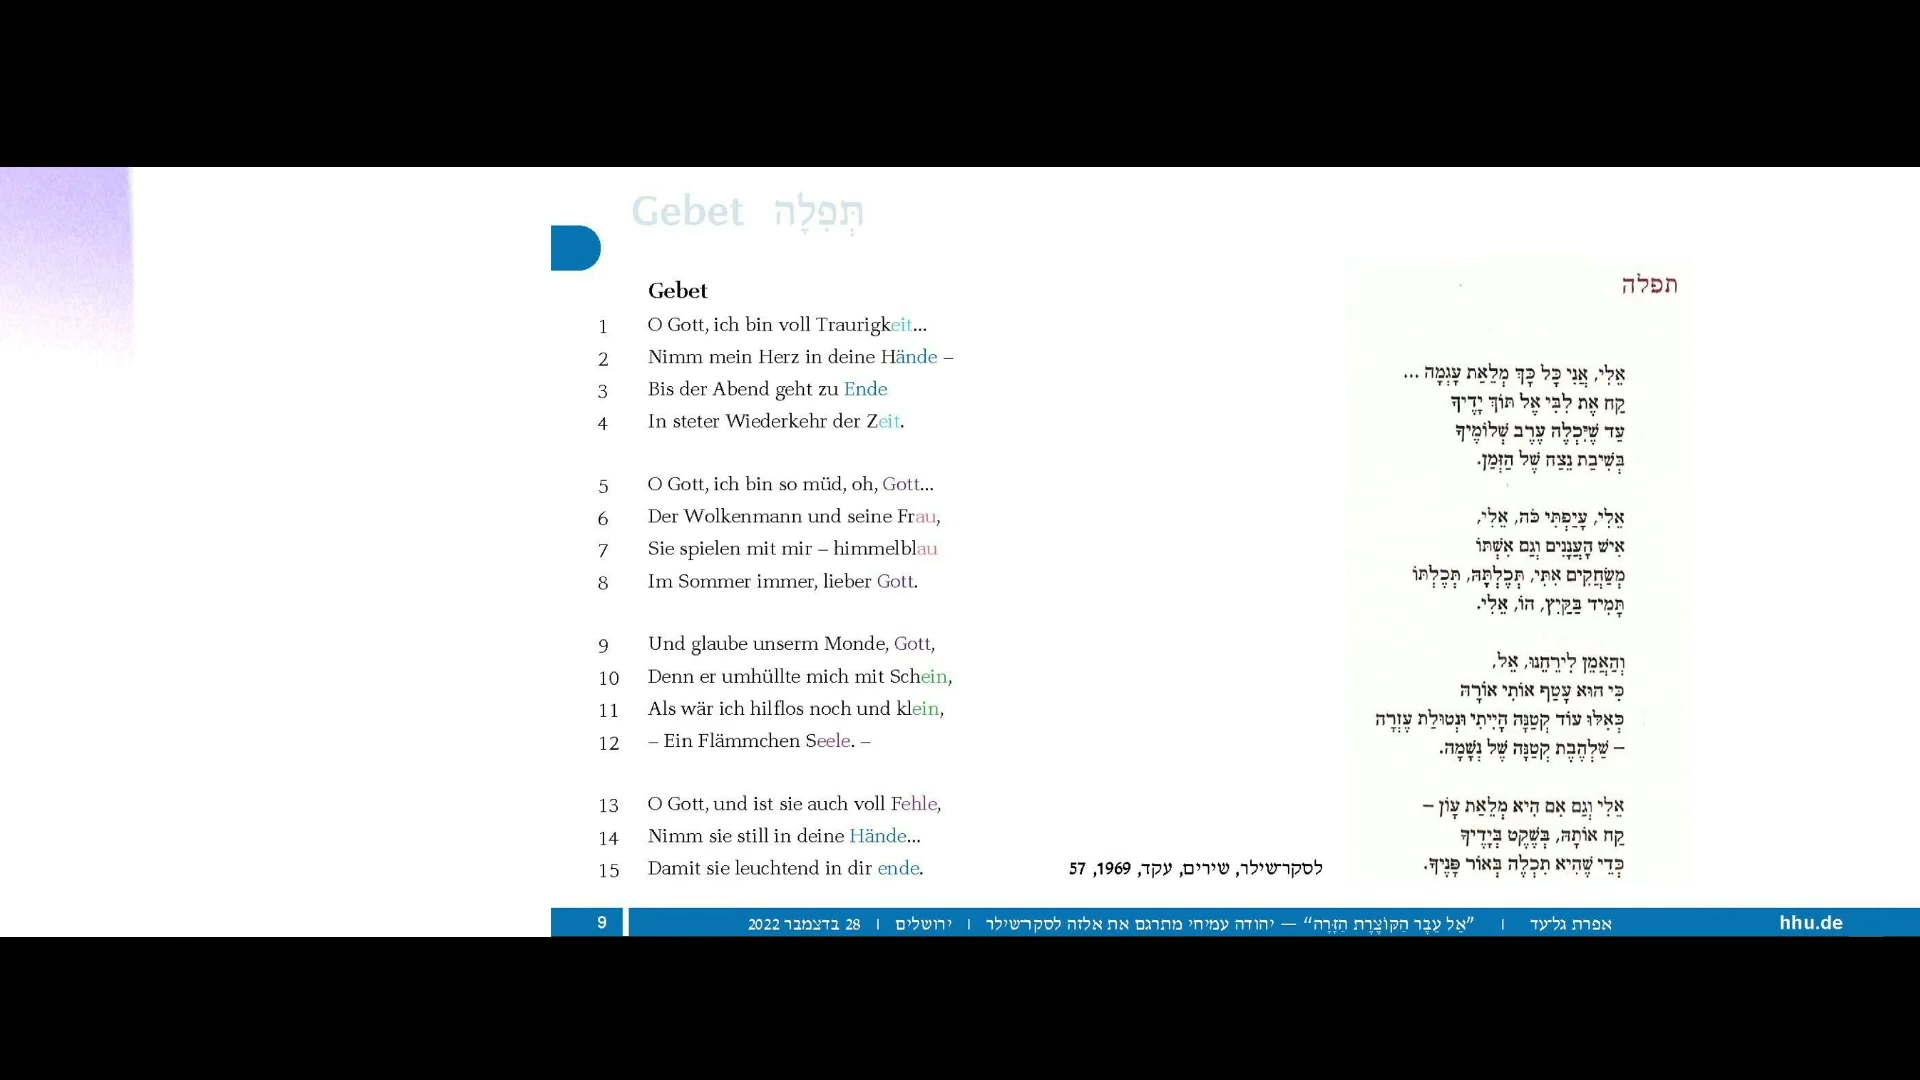 Gebet תְּפִלָּה
Gebet
1 O Gott, ich bin voll Traurigkeit...
2 Nimm mein Herz in deine Hände –
3 Bis der Abend geht zu Ende
4 In steter Wiederkehr der Zeit.
5 O Gott, ich bin so müd, oh, Gott...
6 Der Wolkenmann und seine Frau,
7 Sie spielen mit mir – himmelblau
8 Im Sommer immer, lieber Gott.
9 Und glaube unserm Monde, Gott,
10 Denn er umhüllte mich mit Schein,
11 Als wär ich hilflos noch und klein,
12 – Ein Flämmchen Seele. –
13 O Gott, und ist sie auch voll Fehle,
14 Nimm sie still in deine Hände...
15 Damit sie leuchtend in dir ende.
תפלה
אֵלִי, אֲנִי כָּל כָּךְ מְלֵאַת עָגְמָה ...
קַח אֶת לִבִּי אֶל תּוֹךְ יָדֶיךָ
עַד שֶׁיִּכְלֶה עֶרֶב שְׁלוֹמֶיךָ
בְּשִׁיבַת נֵצַח שֶׁל הַזְּמַן.
אֵלִי, עָיַפְתִּי כֹּה, אֵלִי,
אִישׁ הָעֲנָנִים וְגַם אִשְׁתּוֹ
מְשַׂחֲקִים אִתִּי, תְּכֶלְתָּהּ, תְּכֶלְתּוֹ
תָּמִיד בַּקַּיִץ, הוֹ, אֵלִי.
וְהַאֲמֵן לִירֵחֵנוּ, אֵל,
כִּי הוּא עָטַף אוֹתִי אוֹרָה
כְּאִלּוּ עוֹד קְטַנָּה הָיִיתִי וּנְטוּלַת עֶזְרָה
– שַׁלְהֶבֶת קְטַנָּה שֶׁל נְשָׁמָה.
אֵלִי וְגַם אִם הִיא מְלֵאַת עָוֹן –
קַח אוֹתָהּ, בְּשֶׁקֶט בְּיָדֶיךָ
כְּדֵי שֶׁהִיא תִּכְלֶה בְּאוֹר פָּנֶיךָ.
לסקר־שילר, שירים, עקד, 1969, 57
9
אפרת גל־עד | "אֶל עֵבֶר הַקּוֹצֶרֶת הַזָּרָה" — יהודה עמיחי מתרגם את אלזה לסקר־שילר | ירושלים | 28 בדצמבר 2022
hhu.de